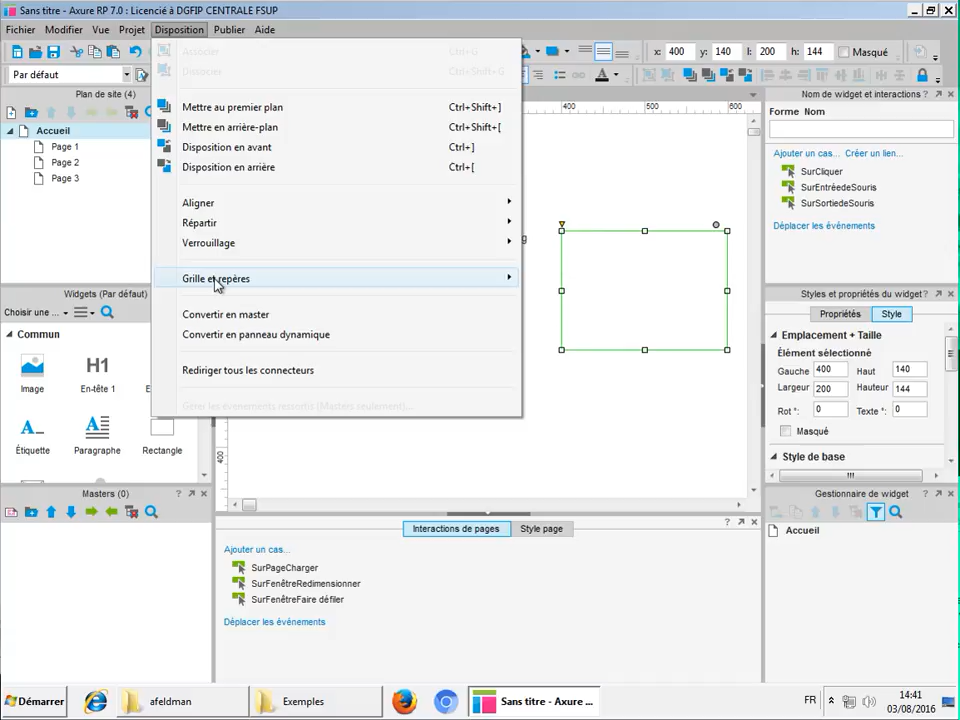 Sans titre - Axure RP 7.0 : Licencié à DGFIP CENTRALE FSUP
Fichier Modifier Vue Projet Disposition Publier Aide
Par défaut
x: 400 y: 140 l: 200 h: 144 Masqué
Plan de site (4)
Accueil
Page 1
Page 2
Page 3
Associer Ctrl+G
Dissocier Ctrl+Shift+G
Mettre au premier plan Ctrl+Shift+]
Mettre en arrière-plan Ctrl+Shift+[
Disposition en avant Ctrl+]
Disposition en arrière Ctrl+[
Aligner
Répartir
Verrouillage
Grille et repères
Convertir en master
Convertir en panneau dynamique
Rediriger tous les connecteurs
Gérer les événements ressortis (Masters seulement)...
400 500 600
400
g
Widgets (Par défaut)
Choisir une ...
Commun
Image
H1
En-tête 1
E
A_
Étiquette
Paragraphe
Rectangle
Masters (0)
Interactions de pages Style page
Ajouter un cas...
SurPageCharger
SurFenêtreRedimensionner
SurFenêtreFaire défiler
Déplacer les événements
Nom de widget et interactions
Forme Nom
Ajouter un cas... Créer un lien...
SurCliquer
SurEntréedeSouris
SurSortiedeSouris
Déplacer les événements
Styles et propriétés du widget
Propriétés Style
Emplacement + Taille
Élément sélectionné
Gauche 400 Haut 140
Largeur 200 Hauteur 144
Rot °: 0 Texte °: 0
Masqué
Style de base
Gestionnaire de widget
Accueil
Démarrer afeldman Exemples Sans titre - Axure ...
FR
14:41
03/08/2016